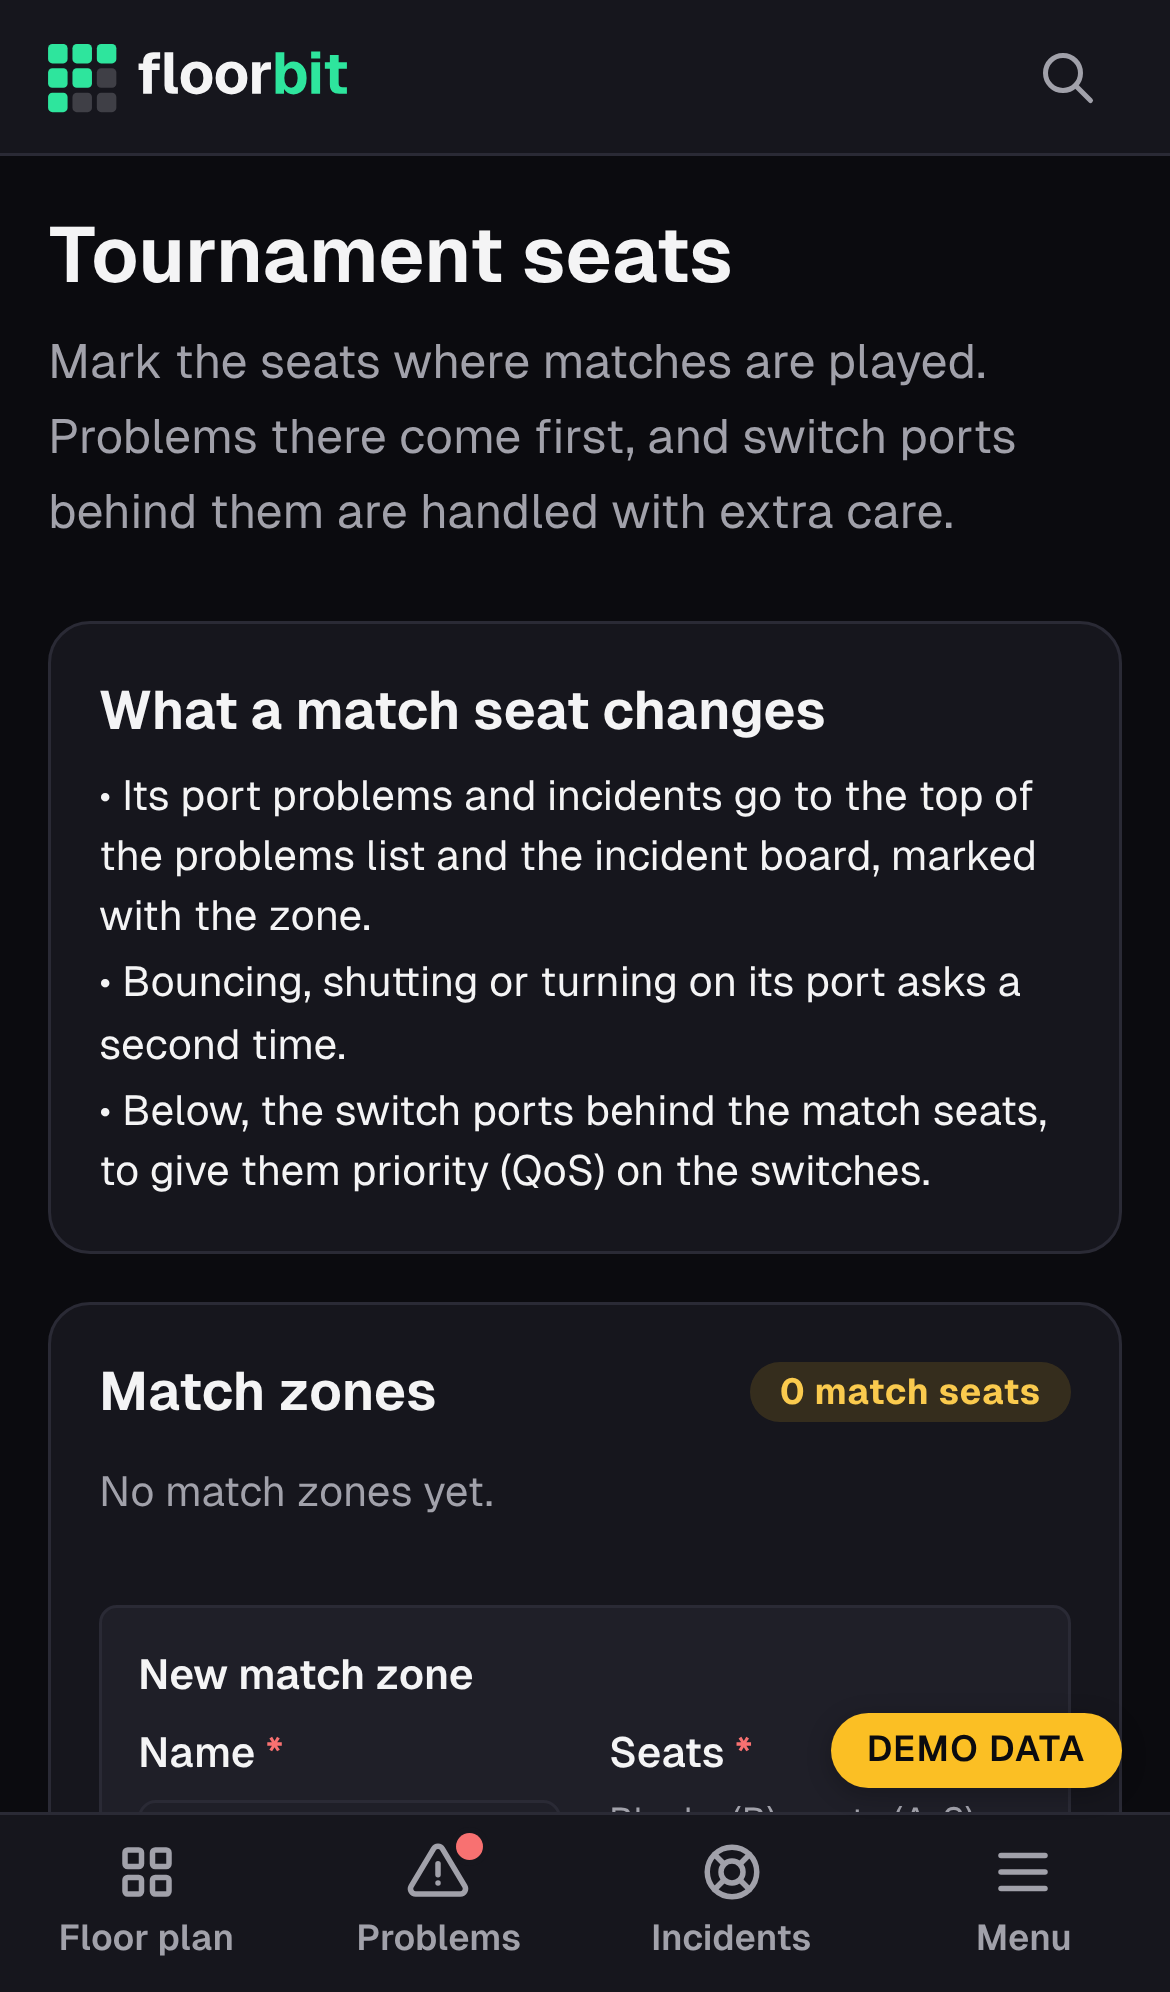 floorbit
Tournament seats
Mark the seats where matches are played.
Problems there come first, and switch ports
behind them are handled with extra care.
What a match seat changes
• Its port problems and incidents go to the top of
the problems list and the incident board, marked
with the zone.
• Bouncing, shutting or turning on its port asks a
second time.
• Below, the switch ports behind the match seats,
to give them priority (QoS) on the switches.
Match zones
0 match seats
No match zones yet.
New match zone
Name *
Seats *
DEMO DATA
Floor plan
Problems
Incidents
Menu